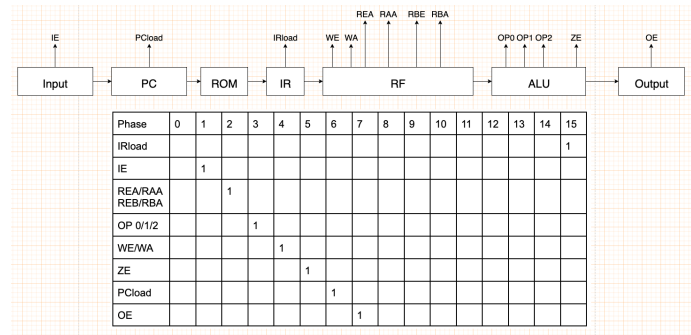 REA RAA RBE RBA
IE PCload IRload WE WA OP0 OP1 OP2 ZE OE
Input PC ROM IR RF ALU Output
Phase 0 1 2 3 4 5 6 7 8 9 10 11 12 13 14 15
IRload 1
IE 1
REA/RAA 1
REB/RBA
OP 0/1/2 1
WE/WA 1
ZE 1
PCload 1
OE 1